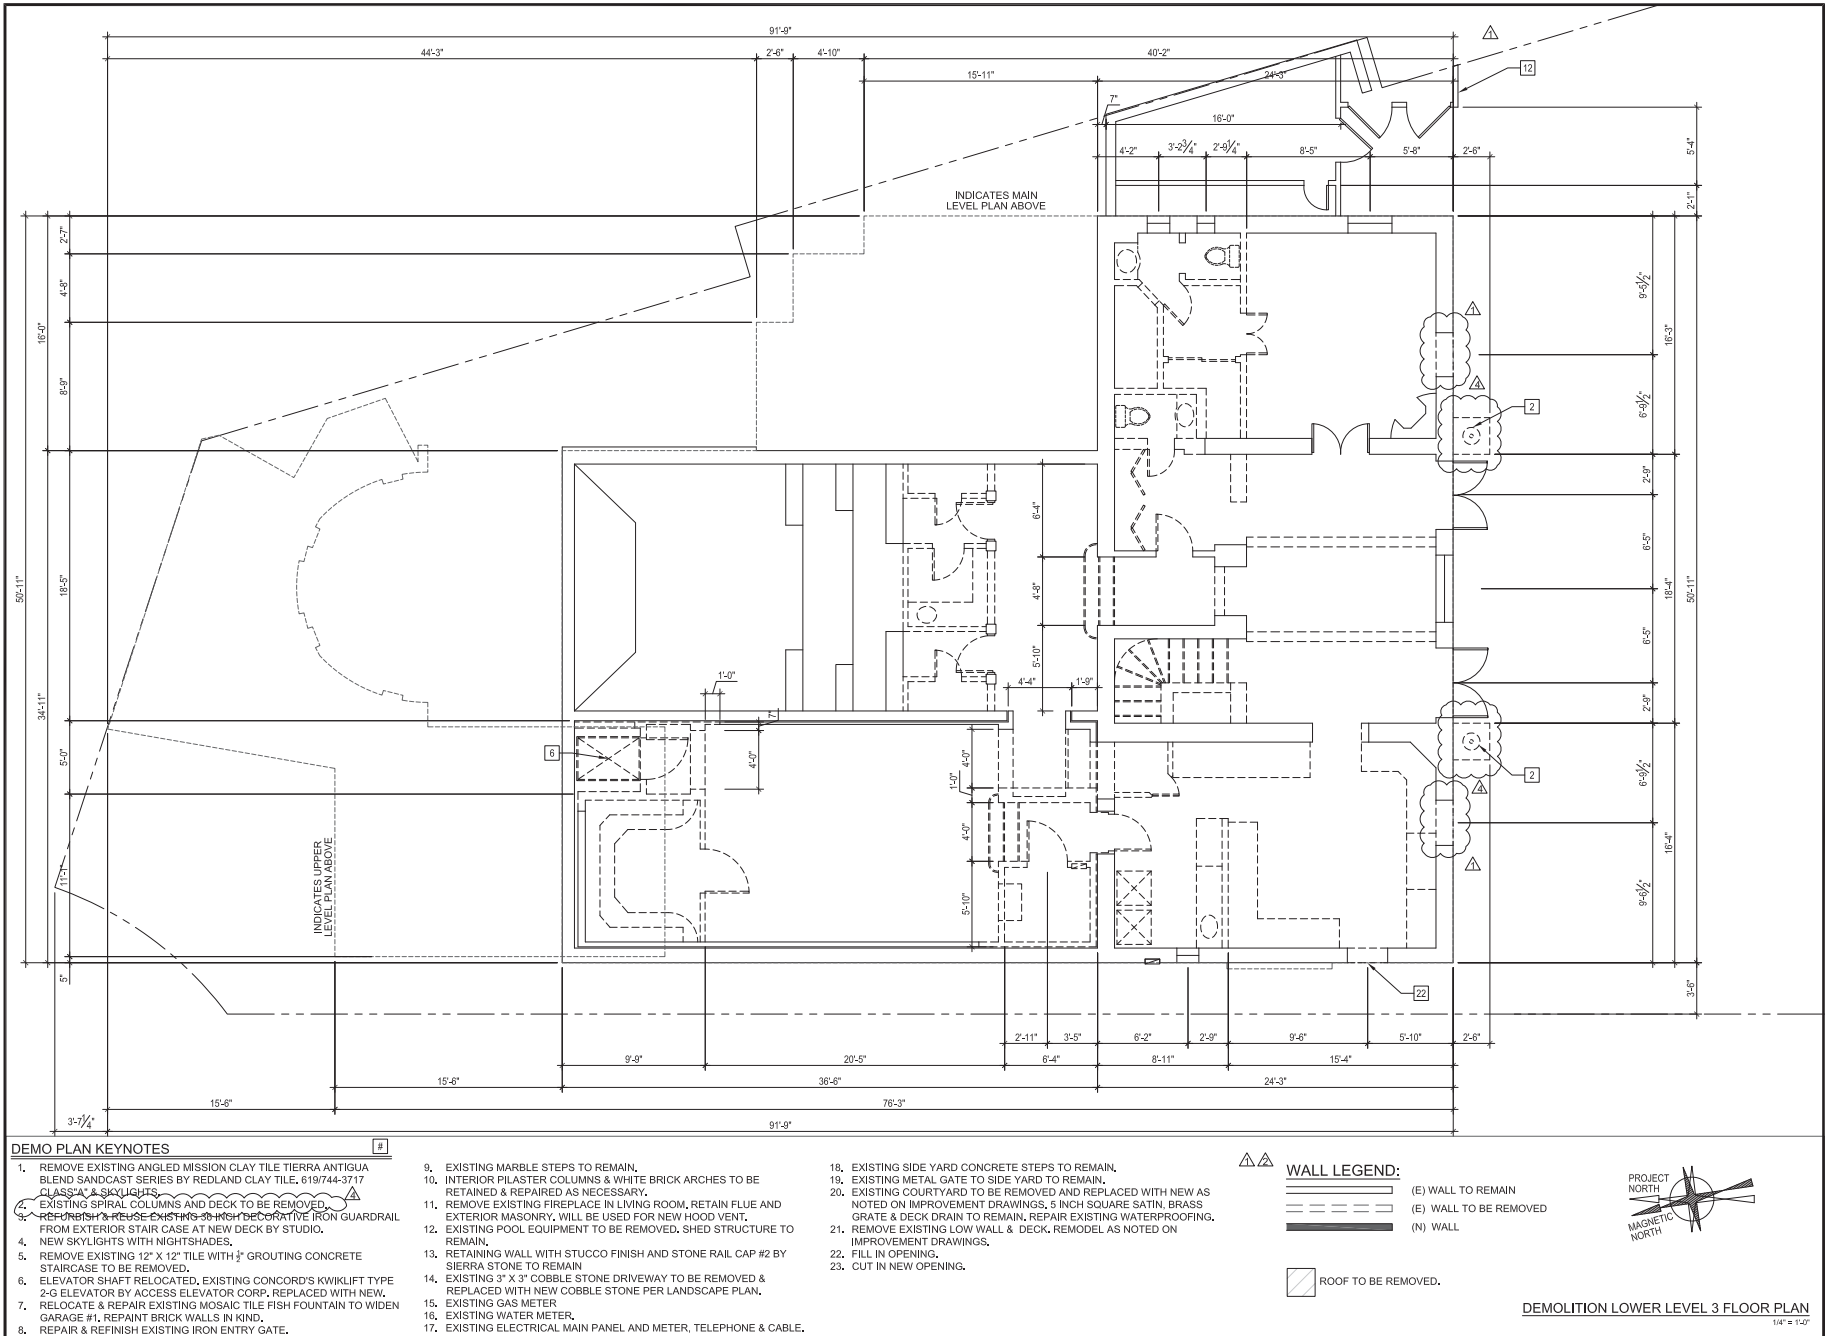 91'-9"
44'-3"
2'-6"
4'-10"
40'-2"
15'-11"
24'-3"
1
12
7"
16'-0"
4'-2"
3'-2 3/4"
2'-9 1/4"
8'-5"
5'-8"
2'-6"
5'-4"
2'-1"
INDICATES MAIN
LEVEL PLAN ABOVE
2'-7"
4'-8"
16'-0"
8'-9"
50'-11"
18'-5"
34'-11"
5'-0"
11'-1"
5"
9'-5 1/2"
16'-3"
6'-9 1/2"
2'-9"
6'-5"
18'-4"
50'-11"
6'-5"
2'-9"
6'-9 1/2"
16'-4"
9'-6 1/2"
3'-6"
1
4
2
2
4
1
6'-4"
4'-8"
5'-10"
4'-4"
1'-9"
1'-0"
7"
4'-0"
6
4'-0"
1'-0"
4'-0"
5'-10"
INDICATES UPPER
LEVEL PLAN ABOVE
22
2'-11"
3'-5"
6'-2"
2'-9"
9'-6"
5'-10"
2'-6"
9'-9"
20'-5"
6'-4"
8'-11"
15'-4"
15'-6"
36'-6"
24'-3"
15'-6"
76'-3"
3'-7 1/4"
91'-9"
DEMO PLAN KEYNOTES #
1. REMOVE EXISTING ANGLED MISSION CLAY TILE TIERRA ANTIGUA
BLEND SANDCAST SERIES BY REDLAND CLAY TILE. 619/744-3717
CLASS"A" & SKYLIGHTS.
4
2. EXISTING SPIRAL COLUMNS AND DECK TO BE REMOVED.
3. REFURBISH & REUSE EXISTING 36 INCH DECORATIVE IRON GUARDRAIL
FROM EXTERIOR STAIR CASE AT NEW DECK BY STUDIO.
4. NEW SKYLIGHTS WITH NIGHTSHADES.
5. REMOVE EXISTING 12" X 12" TILE WITH GROUTING CONCRETE
STAIRCASE TO BE REMOVED.
6. ELEVATOR SHAFT RELOCATED. EXISTING CONCORD'S KWIKLIFT TYPE
2-G ELEVATOR BY ACCESS ELEVATOR CORP. REPLACED WITH NEW.
7. RELOCATE & REPAIR EXISTING MOSAIC TILE FISH FOUNTAIN TO WIDEN
GARAGE #1. REPAINT BRICK WALLS IN KIND.
8. REPAIR & REFINISH EXISTING IRON ENTRY GATE.
9. EXISTING MARBLE STEPS TO REMAIN.
10. INTERIOR PILASTER COLUMNS & WHITE BRICK ARCHES TO BE
RETAINED & REPAIRED AS NECESSARY.
11. REMOVE EXISTING FIREPLACE IN LIVING ROOM. RETAIN FLUE AND
EXTERIOR MASONRY. WILL BE USED FOR NEW HOOD VENT.
12. EXISTING POOL EQUIPMENT TO BE REMOVED. SHED STRUCTURE TO
REMAIN.
13. RETAINING WALL WITH STUCCO FINISH AND STONE RAIL CAP #2 BY
SIERRA STONE TO REMAIN
14. EXISTING 3" X 3" COBBLE STONE DRIVEWAY TO BE REMOVED &
REPLACED WITH NEW COBBLE STONE PER LANDSCAPE PLAN.
15. EXISTING GAS METER
16. EXISTING WATER METER.
17. EXISTING ELECTRICAL MAIN PANEL AND METER, TELEPHONE & CABLE.
18. EXISTING SIDE YARD CONCRETE STEPS TO REMAIN.
19. EXISTING METAL GATE TO SIDE YARD TO REMAIN.
20. EXISTING COURTYARD TO BE REMOVED AND REPLACED WITH NEW AS
NOTED ON IMPROVEMENT DRAWINGS. 5 INCH SQUARE SATIN, BRASS
GRATE & DECK DRAIN TO REMAIN. REPAIR EXISTING WATERPROOFING.
21. REMOVE EXISTING LOW WALL & DECK. REMODEL AS NOTED ON
IMPROVEMENT DRAWINGS.
22. FILL IN OPENING.
23. CUT IN NEW OPENING.
1 2
WALL LEGEND:
(E) WALL TO REMAIN
(E) WALL TO BE REMOVED
(N) WALL
ROOF TO BE REMOVED.
PROJECT
NORTH
MAGNETIC
NORTH
DEMOLITION LOWER LEVEL 3 FLOOR PLAN
1/4" = 1'-0"